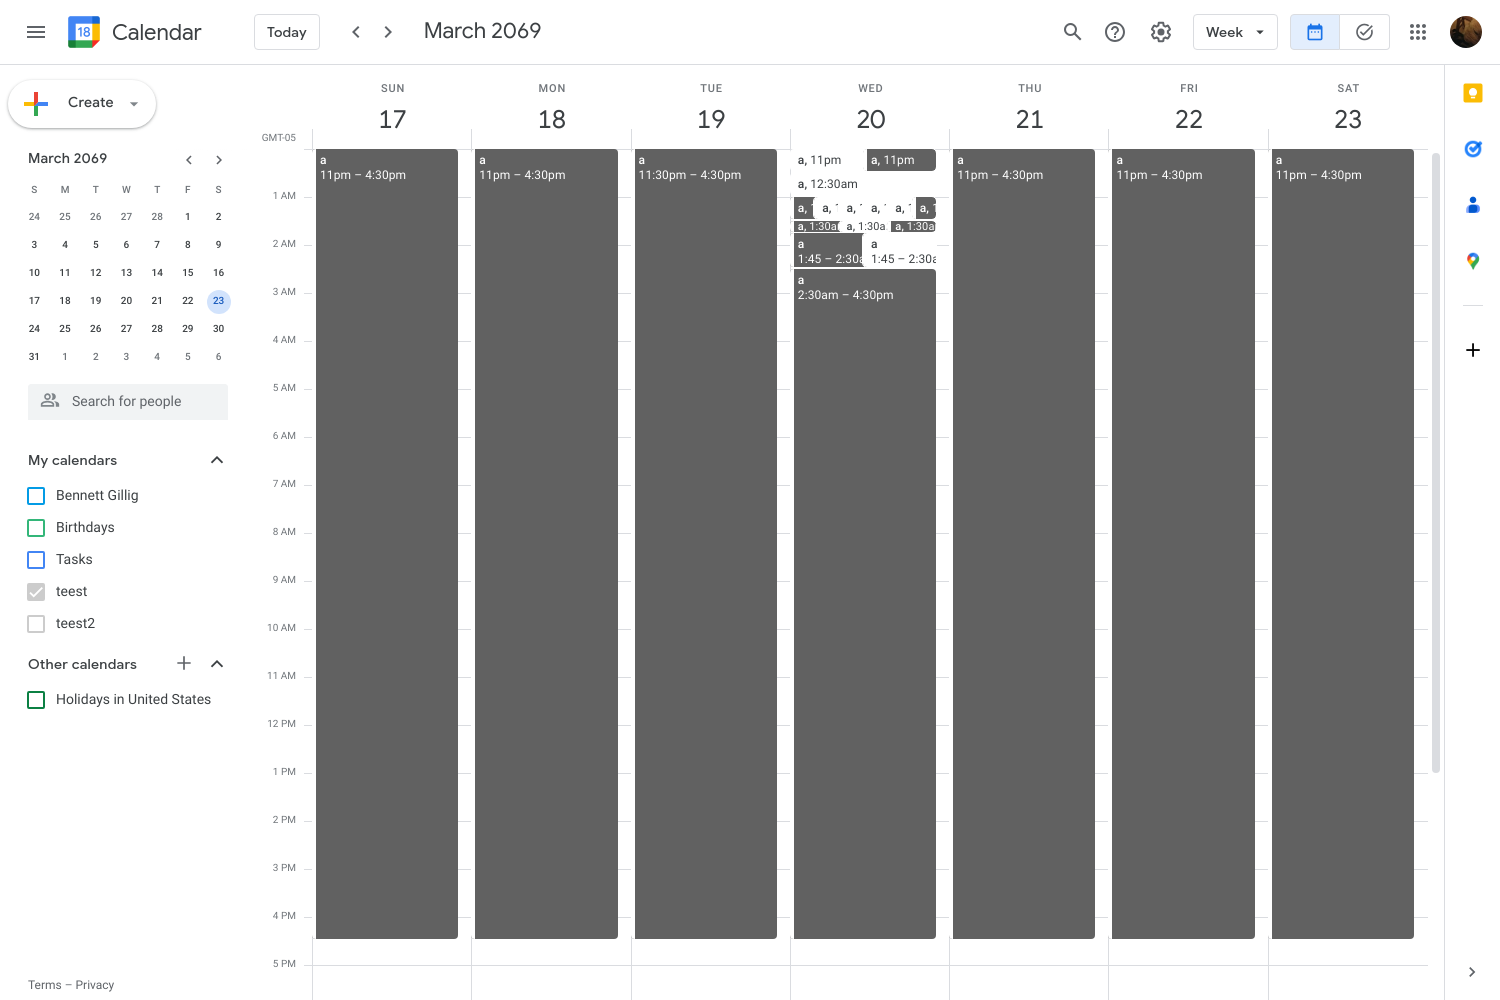 18 Calendar Today March 2069 Week
Create
SUN MON TUE WED THU FRI SAT
17 18 19 20 21 22 23
GMT-05
March 2069
S M T W T F S
24 25 26 27 28 1 2
3 4 5 6 7 8 9
10 11 12 13 14 15 16
17 18 19 20 21 22 23
24 25 26 27 28 29 30
31 1 2 3 4 5 6
Search for people
My calendars
Bennett Gillig
Birthdays
Tasks
teest
teest2
Other calendars
Holidays in United States
Terms – Privacy
1 AM
2 AM
3 AM
4 AM
5 AM
6 AM
7 AM
8 AM
9 AM
10 AM
11 AM
12 PM
1 PM
2 PM
3 PM
4 PM
5 PM
a
11pm – 4:30pm
a
11pm – 4:30pm
a
11:30pm – 4:30pm
a, 11pm a, 11pm
a, 12:30am
a, a, a, a, a, a,
a, 1:30a a, 1:30a a, 1:30a
a a
1:45 – 2:30a 1:45 – 2:30a
a
2:30am – 4:30pm
a
11pm – 4:30pm
a
11pm – 4:30pm
a
11pm – 4:30pm